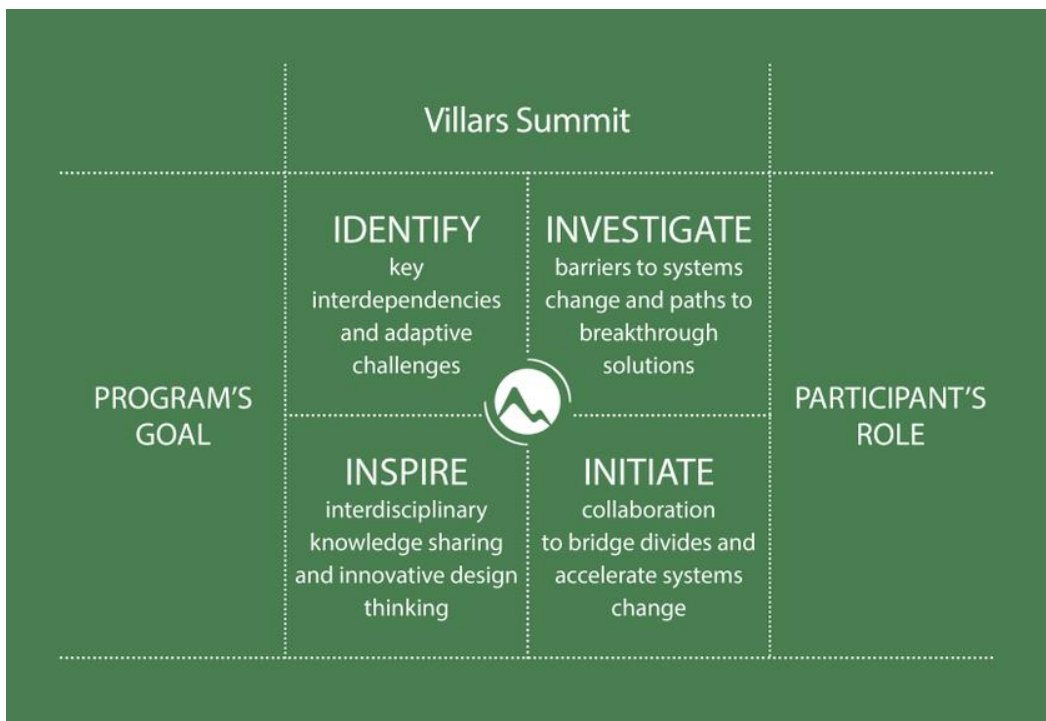 Villars Summit
IDENTIFY
key
interdependencies
and adaptive
challenges
INVESTIGATE
barriers to systems
change and paths to
breakthrough
solutions
PROGRAM'S
GOAL
PARTICIPANT'S
ROLE
INSPIRE
interdisciplinary
knowledge sharing
and innovative design
thinking
INITIATE
collaboration
to bridge divides and
accelerate systems
change